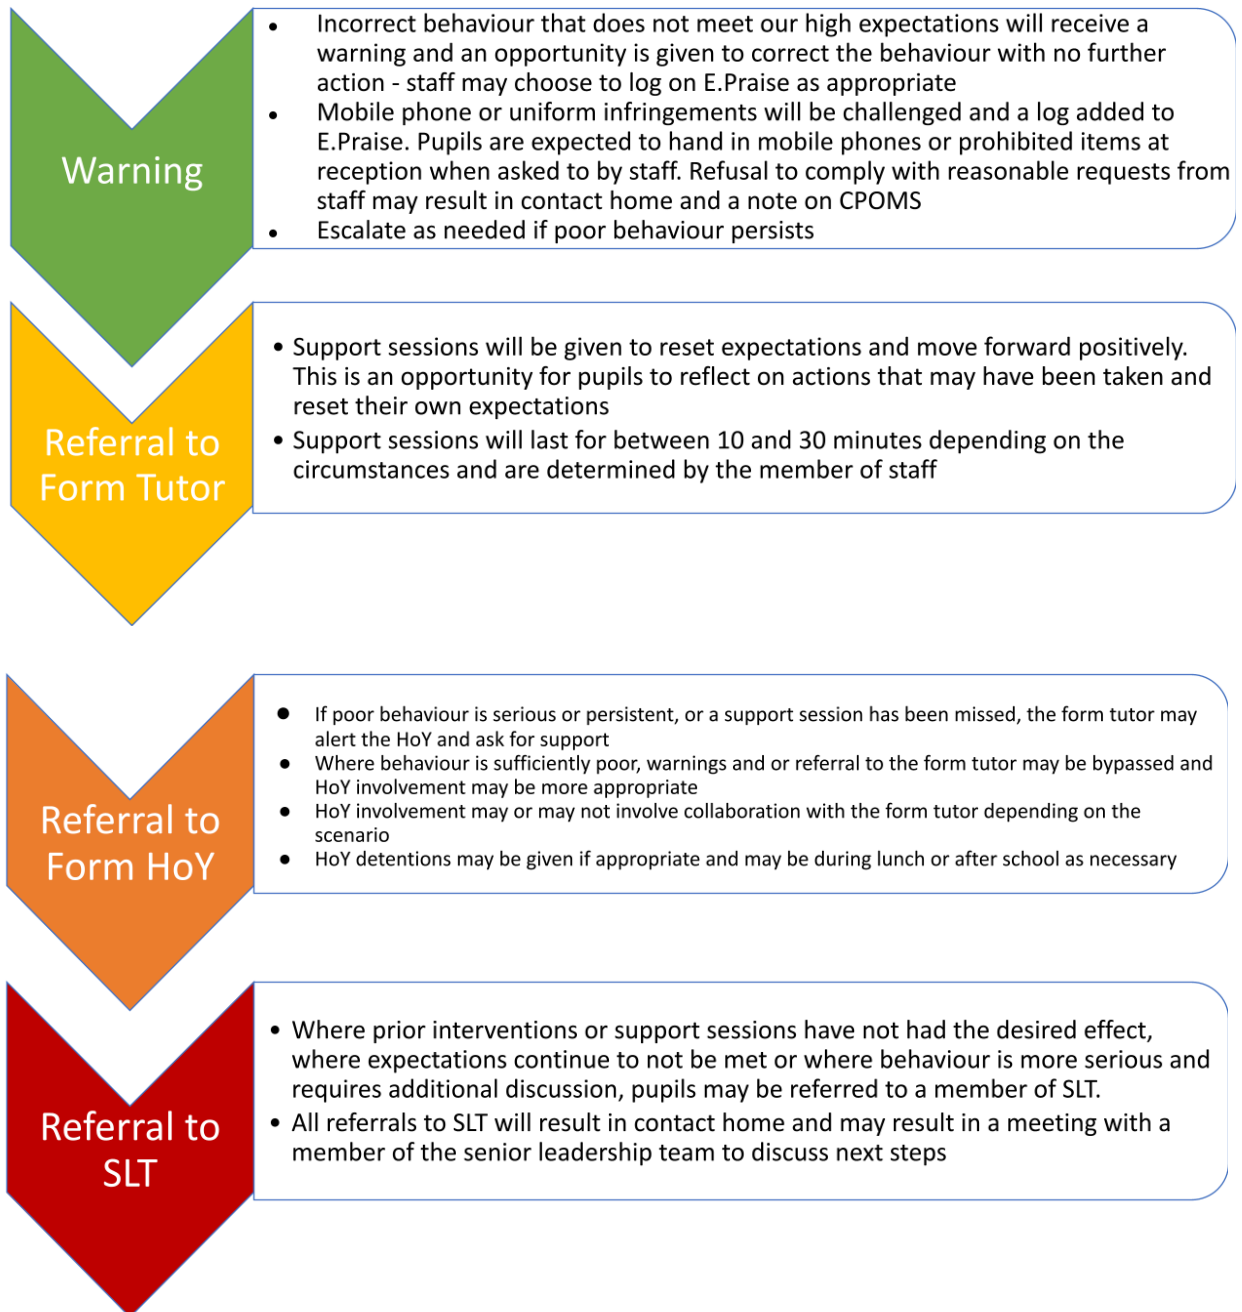 Warning
• Incorrect behaviour that does not meet our high expectations will receive a
warning and an opportunity is given to correct the behaviour with no further
action - staff may choose to log on E.Praise as appropriate
• Mobile phone or uniform infringements will be challenged and a log added to
E.Praise. Pupils are expected to hand in mobile phones or prohibited items at
reception when asked to by staff. Refusal to comply with reasonable requests from
staff may result in contact home and a note on CPOMS
• Escalate as needed if poor behaviour persists
Referral to
Form Tutor
• Support sessions will be given to reset expectations and move forward positively.
This is an opportunity for pupils to reflect on actions that may have been taken and
reset their own expectations
• Support sessions will last for between 10 and 30 minutes depending on the
circumstances and are determined by the member of staff
Referral to
Form HoY
• If poor behaviour is serious or persistent, or a support session has been missed, the form tutor may
alert the HoY and ask for support
• Where behaviour is sufficiently poor, warnings and or referral to the form tutor may be bypassed and
HoY involvement may be more appropriate
• HoY involvement may or may not involve collaboration with the form tutor depending on the
scenario
• HoY detentions may be given if appropriate and may be during lunch or after school as necessary
Referral to
SLT
• Where prior interventions or support sessions have not had the desired effect,
where expectations continue to not be met or where behaviour is more serious and
requires additional discussion, pupils may be referred to a member of SLT.
• All referrals to SLT will result in contact home and may result in a meeting with a
member of the senior leadership team to discuss next steps